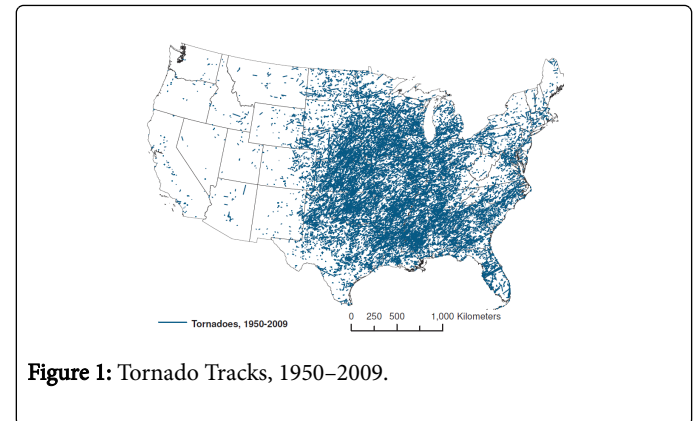 Tornadoes, 1950-2009
0 250 500 1,000 Kilometers
Figure 1: Tornado Tracks, 1950–2009.